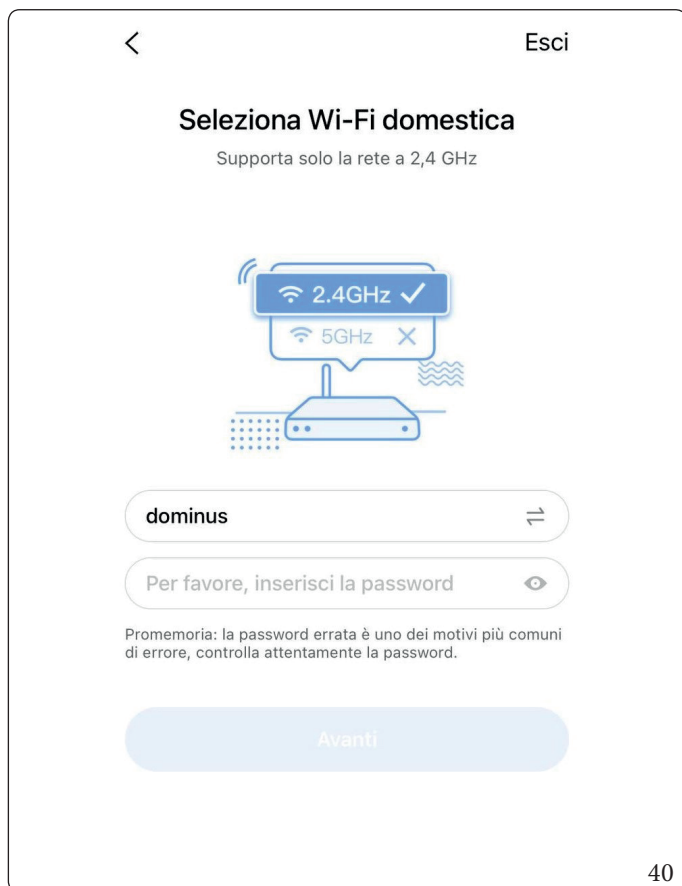 Esci
Seleziona Wi-Fi domestica
Supporta solo la rete a 2,4 GHz
2.4GHz
5GHz
dominus
Per favore, inserisci la password
Promemoria: la password errata è uno dei motivi più comuni
di errore, controlla attentamente la password.
Avanti
40